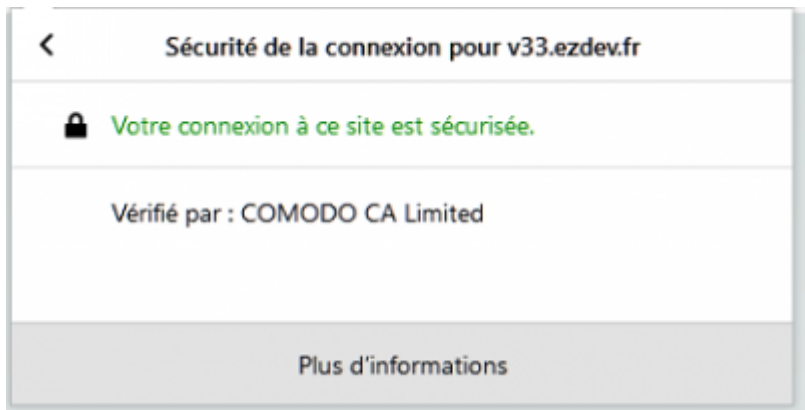 Sécurité de la connexion pour v33.ezdev.fr
Votre connexion à ce site est sécurisée.
Vérifié par : COMODO CA Limited
Plus d'informations